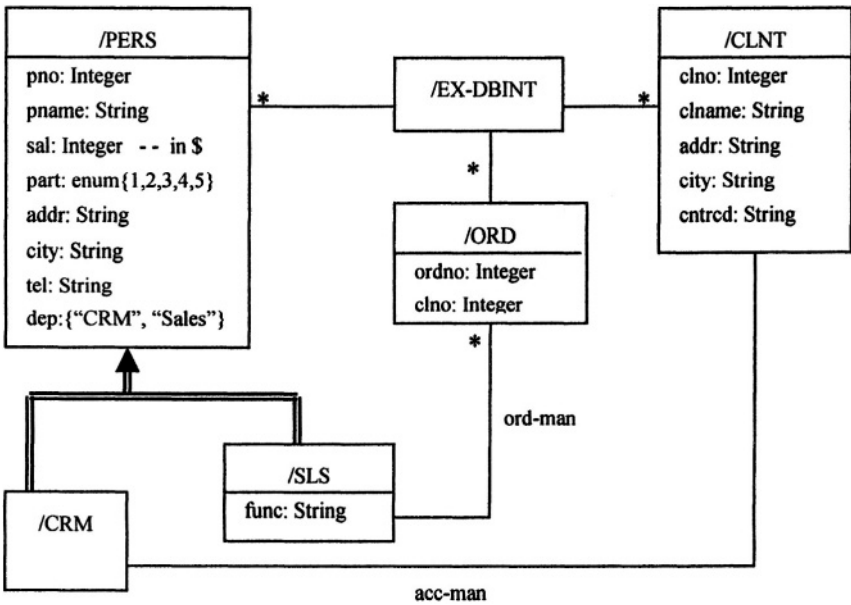 /PERS
pno: Integer
pname: String
sal: Integer -- in $
part: enum{1,2,3,4,5}
addr: String
city: String
tel: String
dep:{“CRM”, “Sales”}
*
/EX-DBINT
*
*
/CLNT
clno: Integer
clname: String
addr: String
city: String
cntrcd: String
/ORD
ordno: Integer
clno: Integer
*
ord-man
/SLS
func: String
/CRM
acc-man